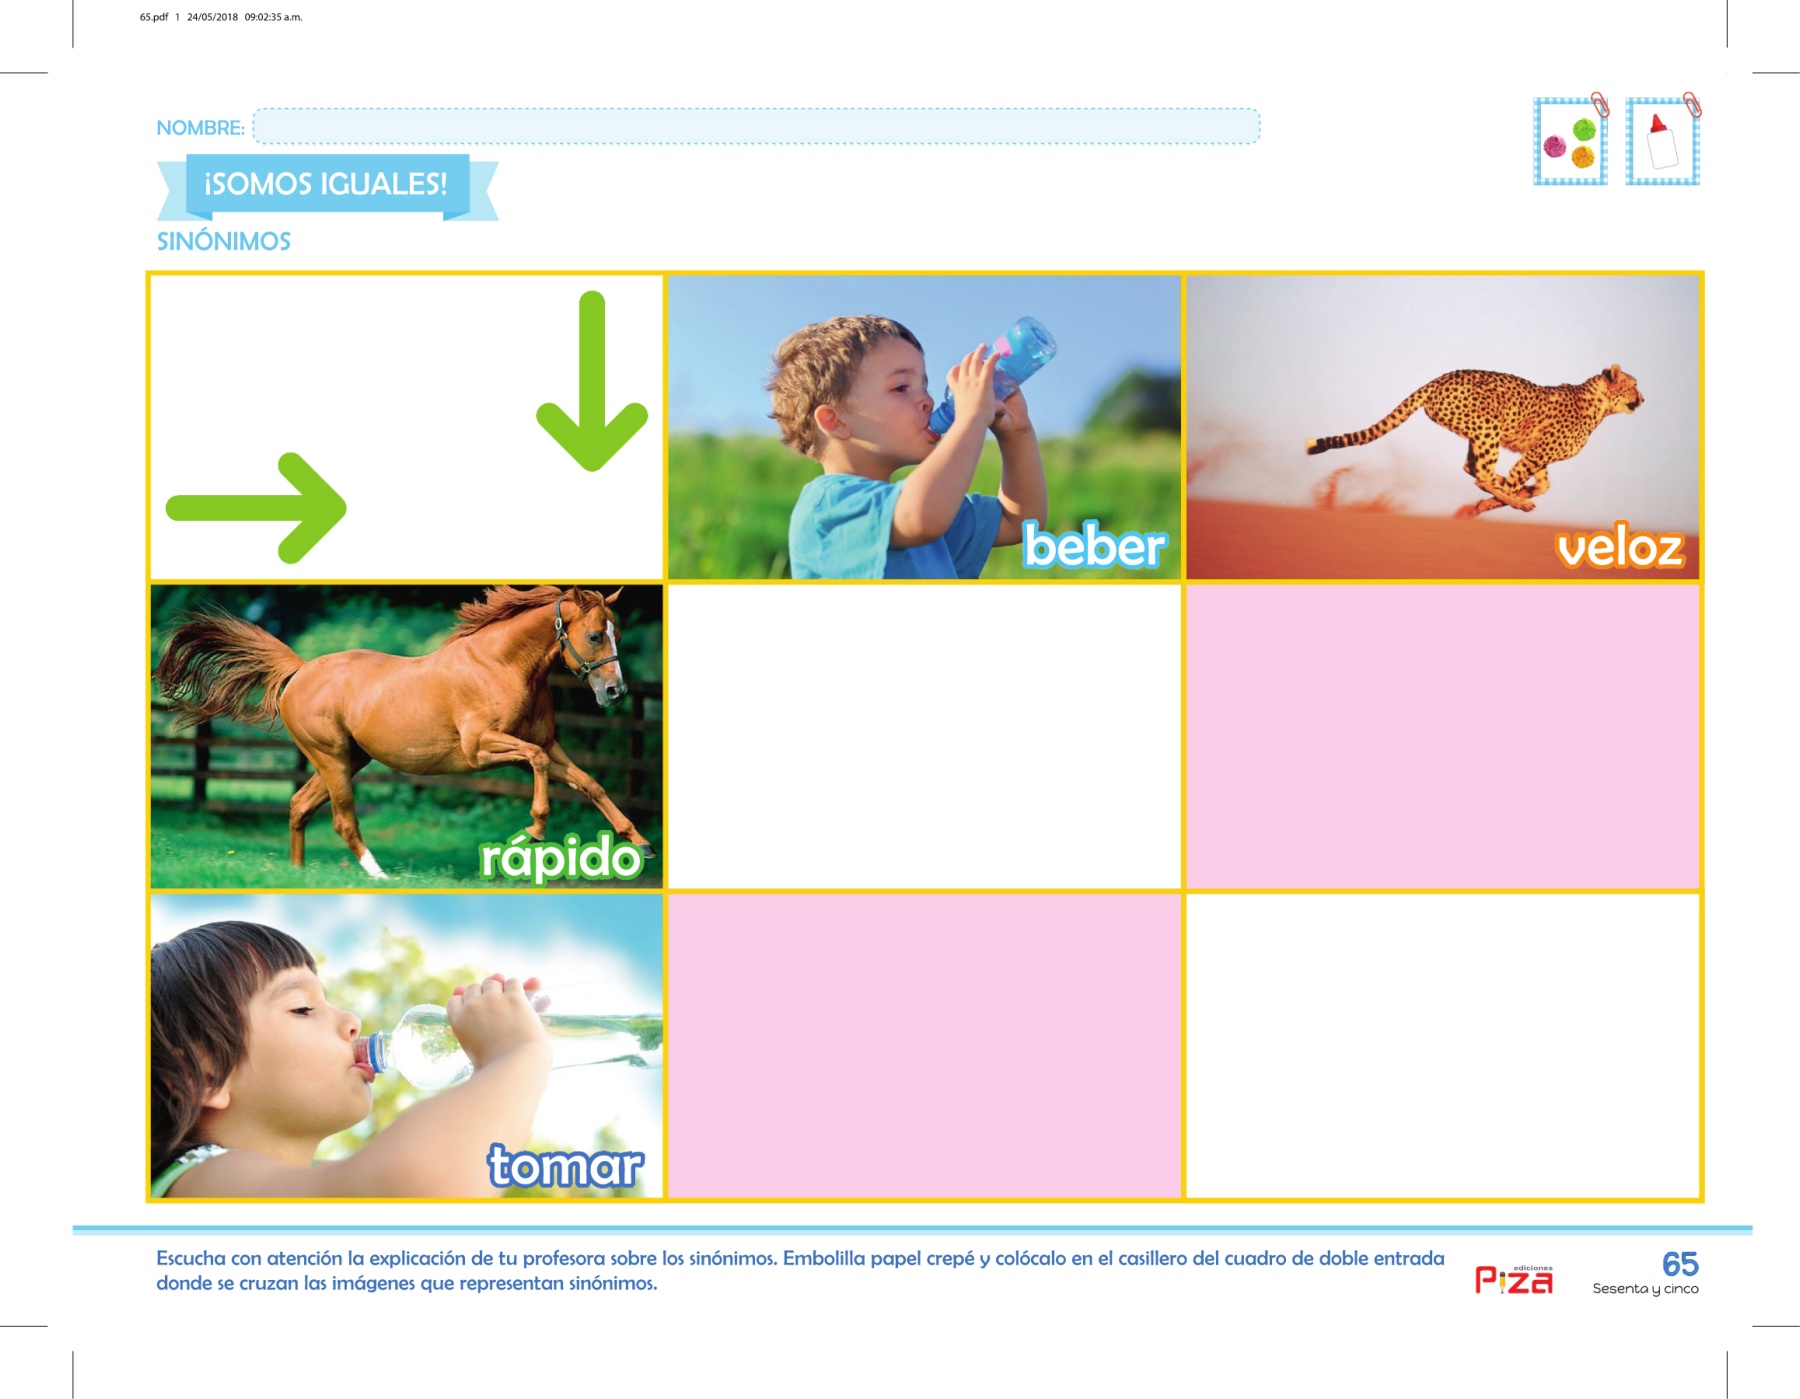 65.pdf 1 24/05/2018 09:02:35 a.m.
NOMBRE:
¡SOMOS IGUALES!
SINÓNIMOS
beber
veloz
rápido
tomar
Escucha con atención la explicación de tu profesora sobre los sinónimos. Embolilla papel crepé y colócalo en el casillero del cuadro de doble entrada
donde se cruzan las imágenes que representan sinónimos.
ediciones
Piza
65
Sesenta y cinco